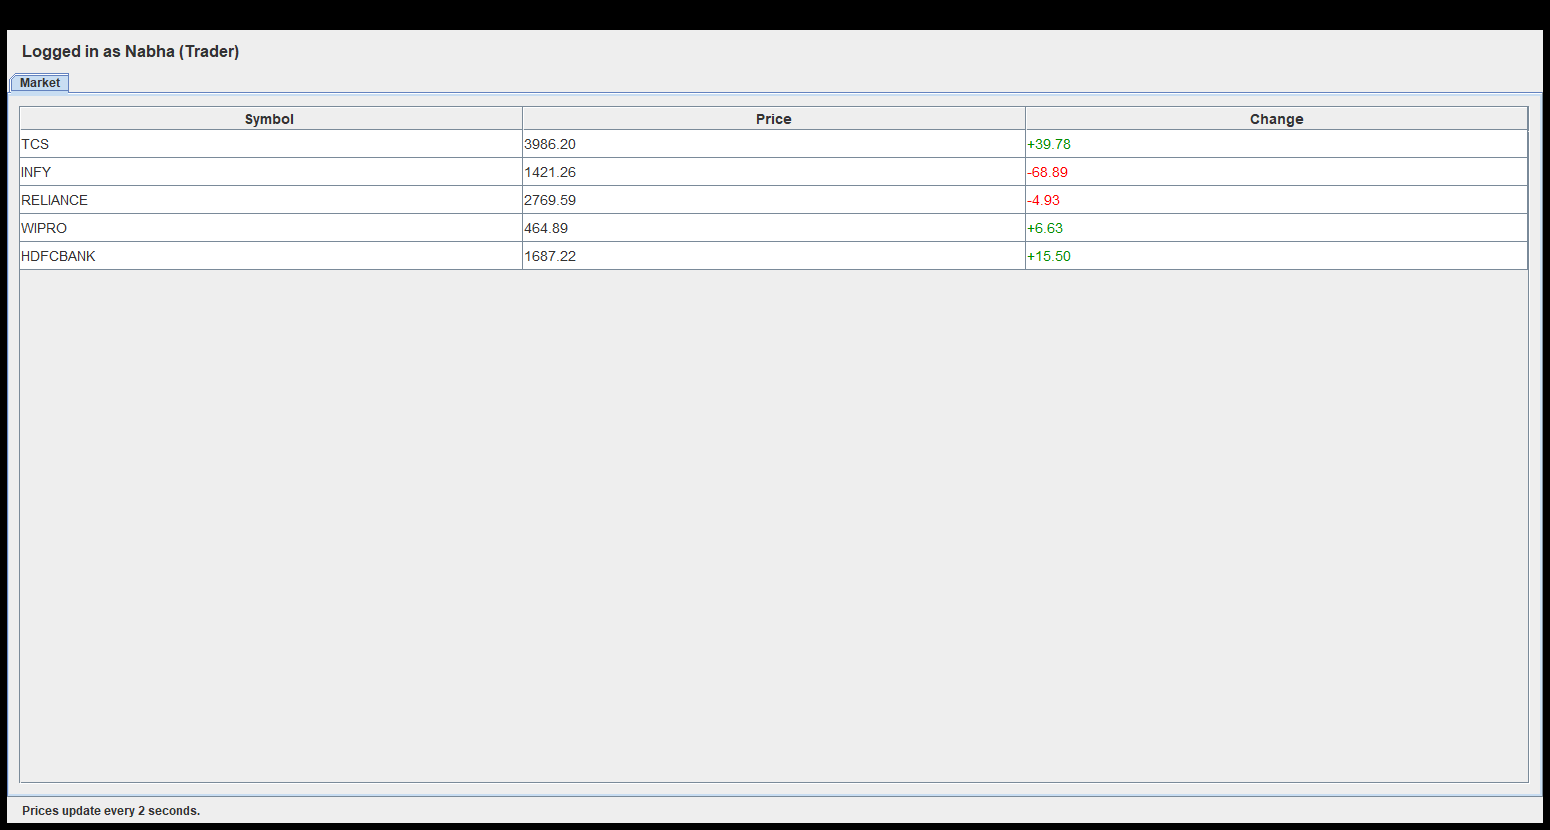 Logged in as Nabha (Trader)
Market
Symbol Price Change
TCS 3986.20 +39.78
INFY 1421.26 -68.89
RELIANCE 2769.59 -4.93
WIPRO 464.89 +6.63
HDFCBANK 1687.22 +15.50
Prices update every 2 seconds.